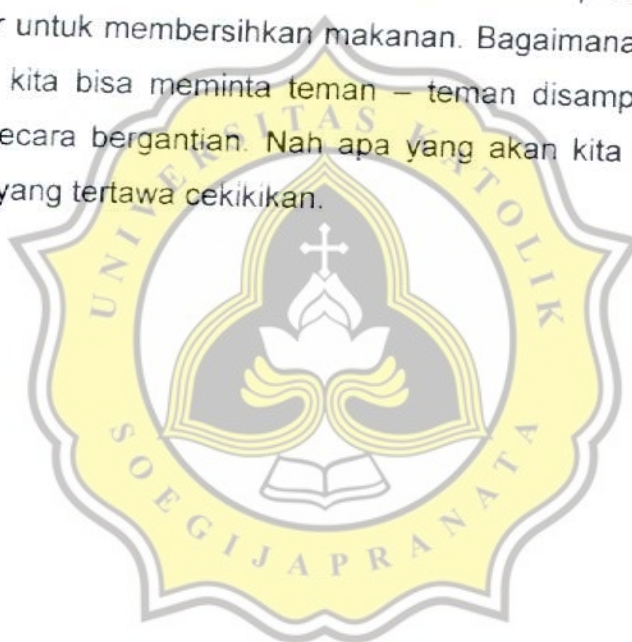 untuk membersihkan makanan. Bagaimana
kita bisa meminta teman – teman disamp
ecara bergantian. Nah apa yang akan kita
yang tertawa cekikikan.
UNIVERSITAS KATOLIK
SOEGIJAPRANATA